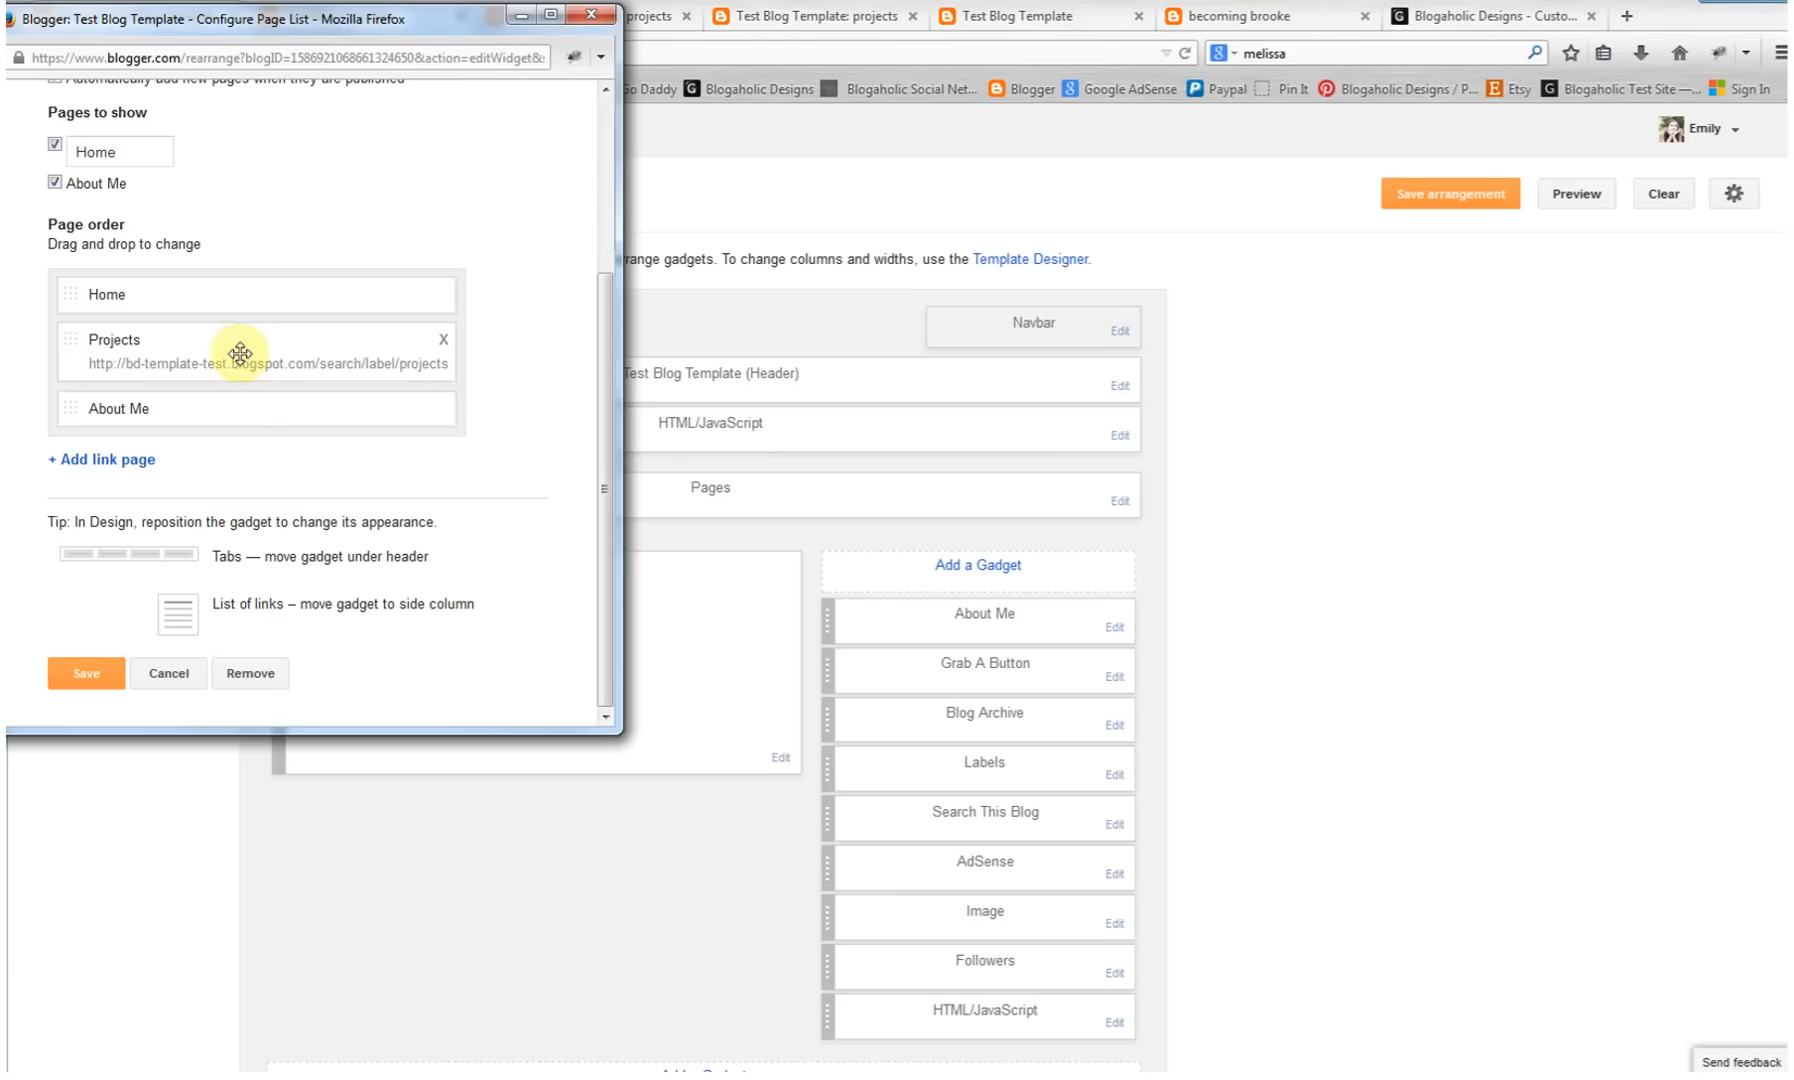 Blogger: Test Blog Template - Configure Page List - Mozilla Firefox
projects
Test Blog Template: projects
Test Blog Template
becoming brooke
Blogaholic Designs - Custo...
https://www.blogger.com/rearrange?blogID=1586921068661324650&action=editWidget&
melissa
Go Daddy
Blogaholic Designs
Blogaholic Social Net...
Blogger
Google AdSense
Paypal
Pin It
Blogaholic Designs / P...
Etsy
Blogaholic Test Site —...
Sign In
Automatically add new pages when they are published
Pages to show
Home
About Me
Page order
Drag and drop to change
Home
Projects
X
http://bd-template-test.blogspot.com/search/label/projects
About Me
+ Add link page
Tip: In Design, reposition the gadget to change its appearance.
Tabs — move gadget under header
List of links – move gadget to side column
Save
Cancel
Remove
Emily
Save arrangement
Preview
Clear
range gadgets. To change columns and widths, use the Template Designer.
Navbar
Edit
Test Blog Template (Header)
Edit
HTML/JavaScript
Edit
Pages
Edit
Edit
Add a Gadget
About Me
Edit
Grab A Button
Edit
Blog Archive
Edit
Labels
Edit
Search This Blog
Edit
AdSense
Edit
Image
Edit
Followers
Edit
HTML/JavaScript
Edit
Send feedback